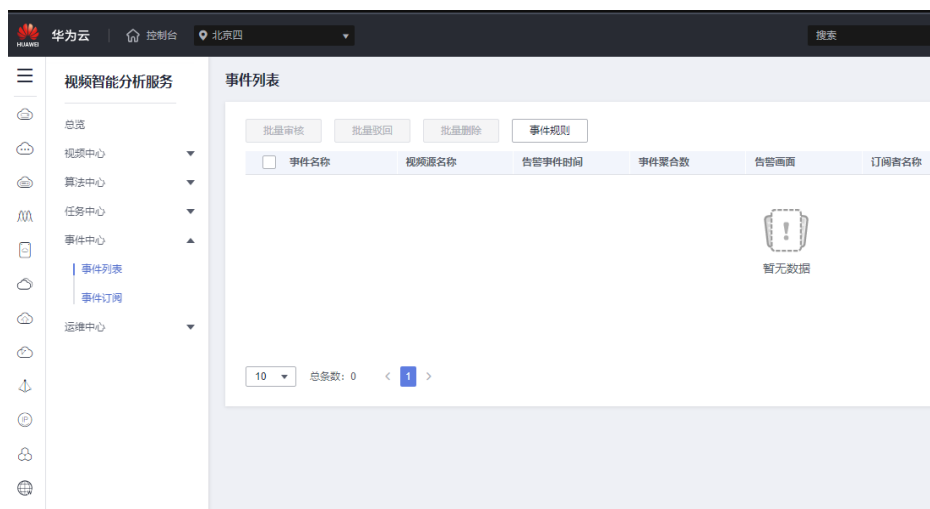 HUAWEI 华为云 控制台 北京四 搜索
视频智能分析服务 事件列表
总览 批量审核 批量驳回 批量删除 事件规则
视频中心 事件名称 视频源名称 告警事件时间 事件聚合数 告警画面 订阅者名称
算法中心
任务中心
事件中心
事件列表 暂无数据
事件订阅
运维中心
10 总条数: 0 < 1 >